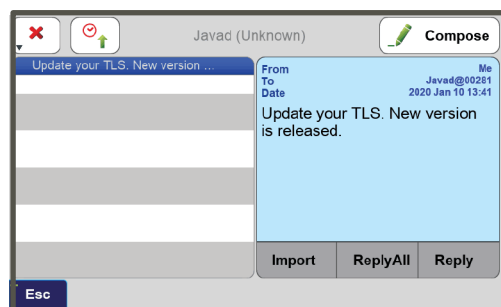 Javad (Unknown)
Compose
Update your TLS. New version ...
From Me
To Javad@00281
Date 2020 Jan 10 13:41
Update your TLS. New version
is released.
Import ReplyAll Reply
Esc